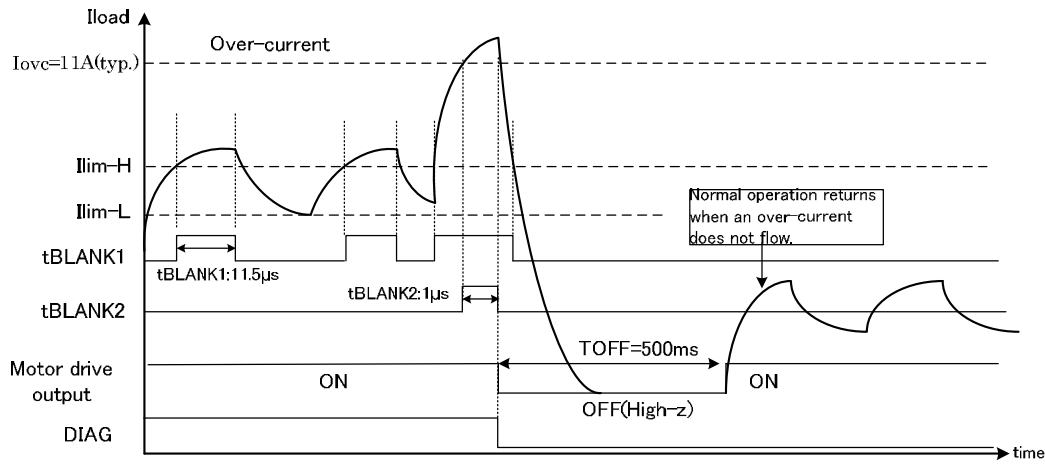 Iload
Over-current
Iovc=11A(typ.)
Ilim-H
Ilim-L
Normal operation returns
when an over-current
does not flow.
tBLANK1
tBLANK1:11.5μs
tBLANK2:1μs
tBLANK2
TOFF=500ms
Motor drive
output
ON
ON
OFF(High-z)
DIAG
time